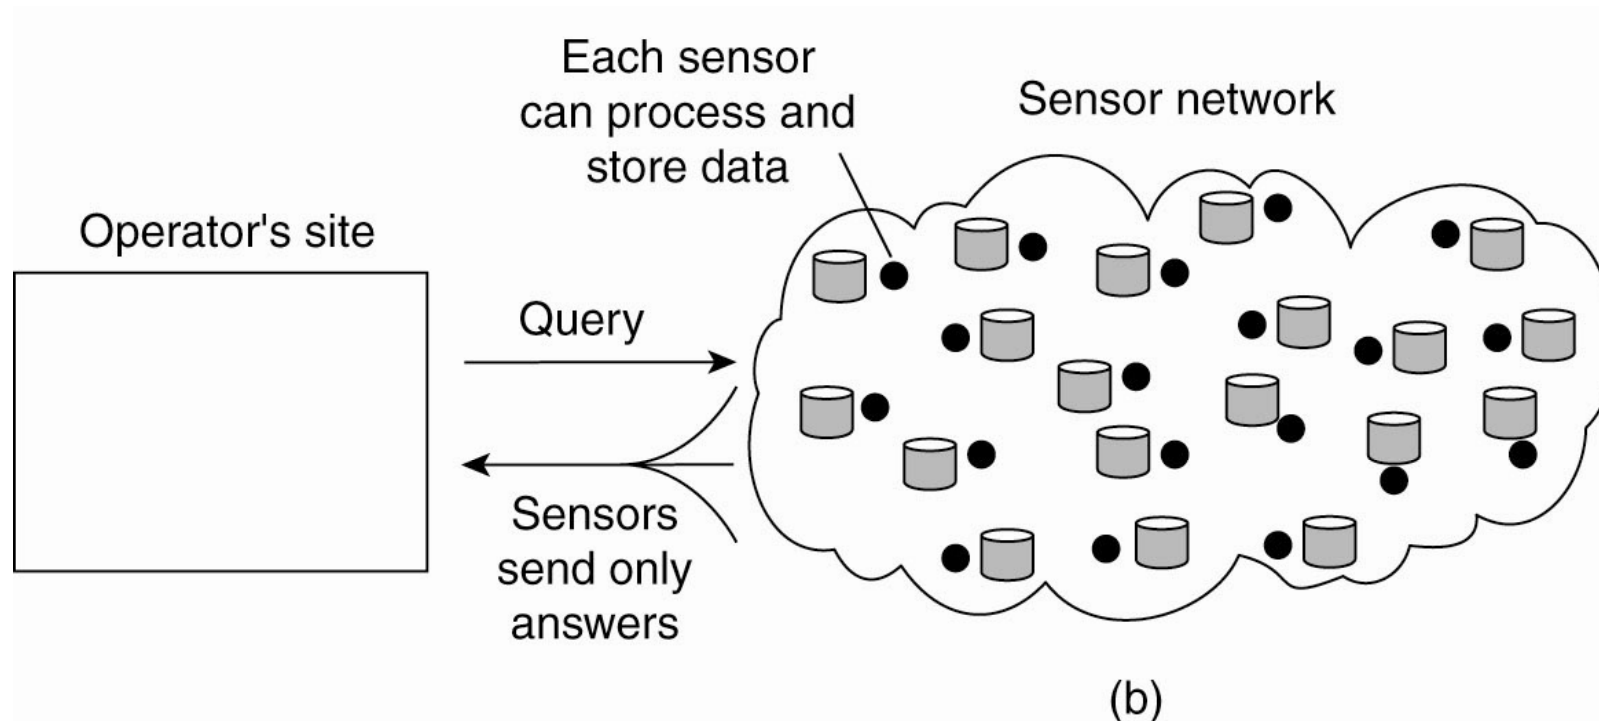 Each sensor
can process and
store data
Sensor network
Operator's site
Query
Sensors
send only
answers
(b)